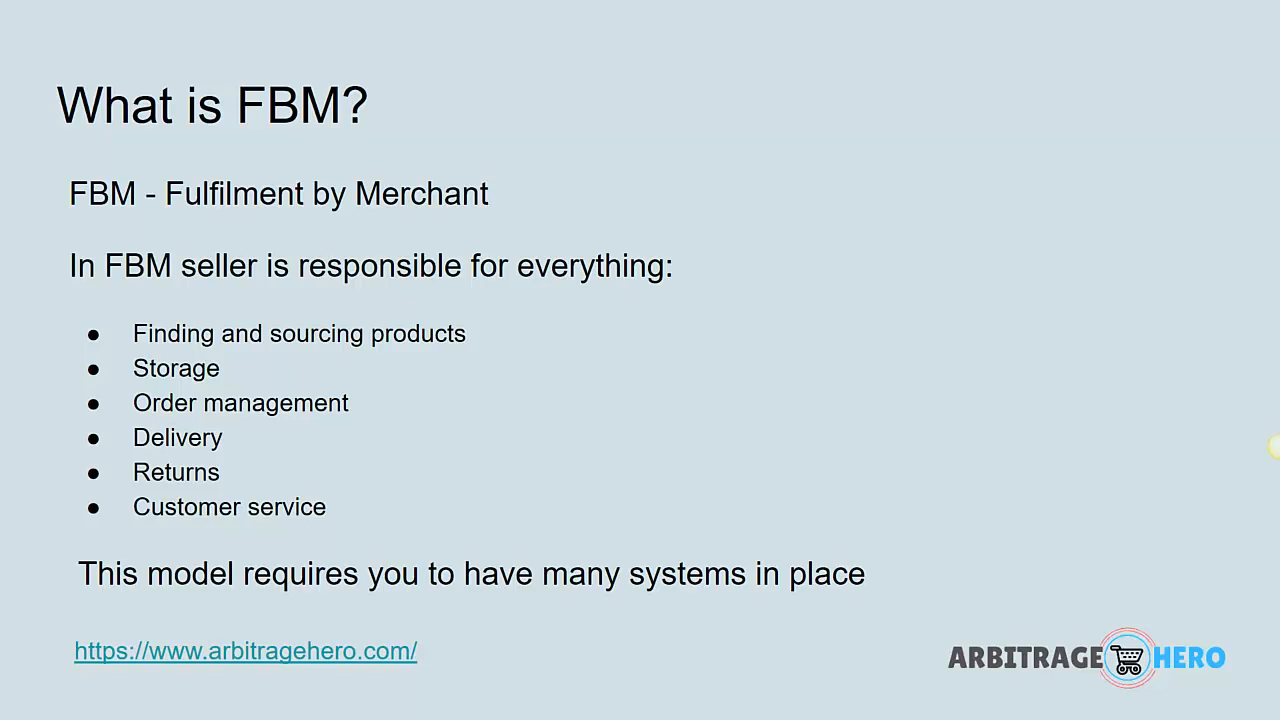 What is FBM?
FBM - Fulfilment by Merchant
In FBM seller is responsible for everything:
● Finding and sourcing products
● Storage
● Order management
● Delivery
● Returns
● Customer service
This model requires you to have many systems in place
https://www.arbitragehero.com/
ARBITRAGE HERO